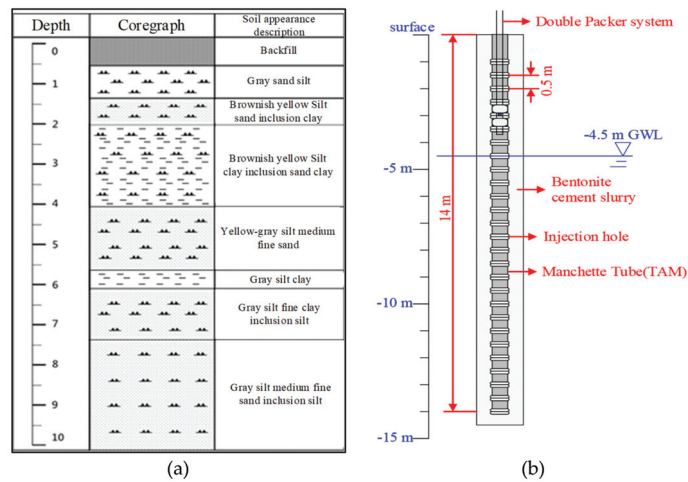 Depth
Coregraph
Soil appearance
description
0
Backfill
1
Gray sand silt
Brownish yellow Silt
sand inclusion clay
2
3
Brownish yellow Silt
clay inclusion sand clay
4
5
Yellow-gray silt medium
fine sand
6
Gray silt clay
7
Gray silt fine clay
inclusion silt
8
9
Gray silt medium fine
sand inclusion silt
10
(a)
surface
Double Packer system
0.5 m
-4.5 m GWL
-5 m
14 m
Bentonite
cement slurry
Injection hole
Manchette Tube(TAM)
-10 m
-15 m
(b)